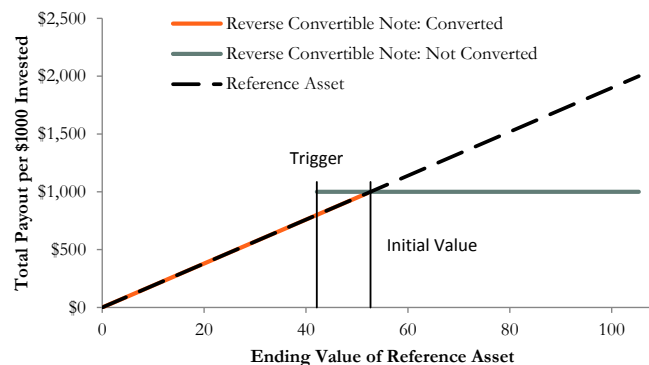 Total Payout per $1000 Invested
$2,500
$2,000
$1,500
$1,000
$500
$0
Reverse Convertible Note: Converted
Reverse Convertible Note: Not Converted
Reference Asset
Trigger
Initial Value
0
20
40
60
80
100
Ending Value of Reference Asset